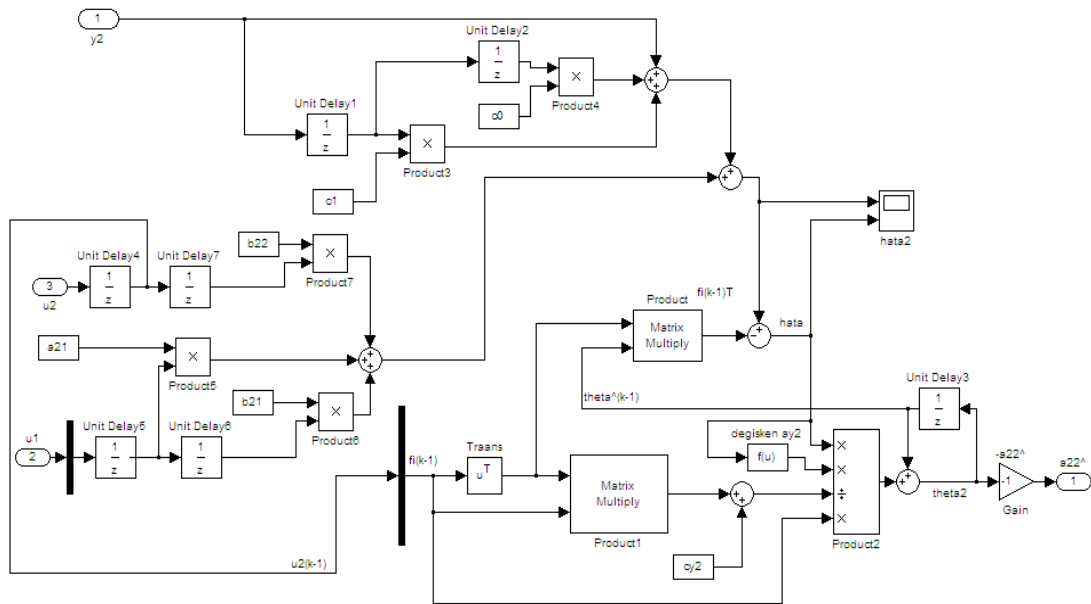 1
y2
Unit Delay2
1
z
×
Product4
c0
Unit Delay1
1
z
×
Product3
c1
hata2
b22
×
Product7
Unit Delay4
1
z
Unit Delay7
1
z
3
u2
fi(k-1)T
Product
Matrix
Multiply
hata
a21
×
Product5
b21
×
Product6
u1
2
Unit Delay5
1
z
Unit Delay6
1
z
theta^(k-1)
Unit Delay3
1
z
degisken ay2
f(u)
fi(k-1)
Traans
uT
Matrix
Multiply
Product1
cy2
×
×
÷
×
Product2
theta2
-a22^
-1
Gain
a22^
1
u2(k-1)